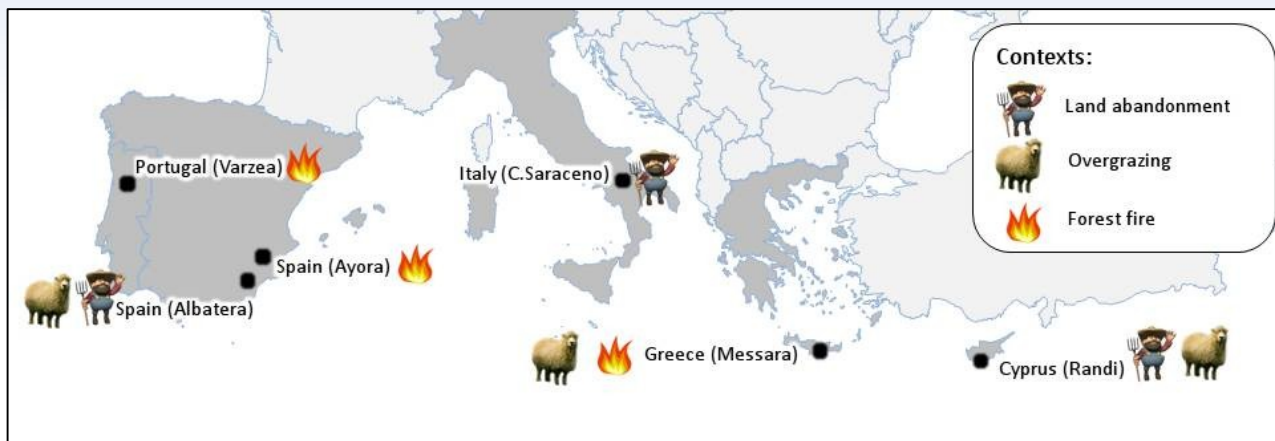 Contexts:
Land abandonment
Overgrazing
Forest fire
Portugal (Varzea)
Italy (C.Saraceno)
Spain (Ayora)
Spain (Albatera)
Greece (Messara)
Cyprus (Randi)